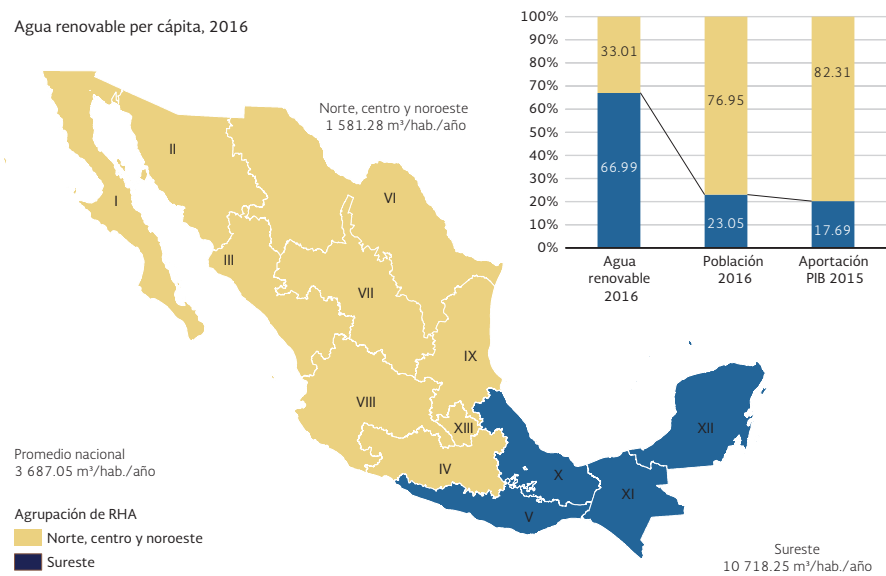 Agua renovable per cápita, 2016
Norte, centro y noroeste
1 581.28 m³/hab./año
I
II
III
VI
VII
IX
VIII
XIII
IV
X
V
XI
XII
Promedio nacional
3 687.05 m³/hab./año
Agrupación de RHA
Norte, centro y noroeste
Sureste
Sureste
10 718.25 m³/hab./año
100%
90%
80%
70%
60%
50%
40%
30%
20%
10%
0%
33.01
66.99
76.95
23.05
82.31
17.69
Agua
renovable
2016
Población
2016
Aportación
PIB 2015